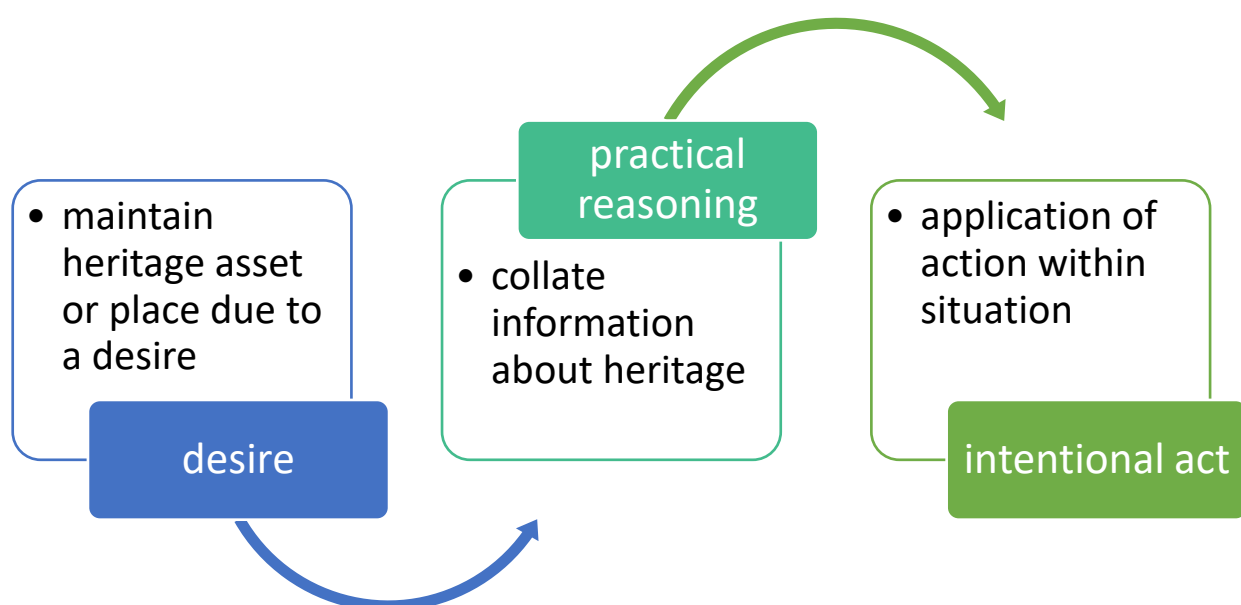 • maintain
heritage asset
or place due to
a desire
desire
practical
reasoning
• collate
information
about heritage
• application of
action within
situation
intentional act